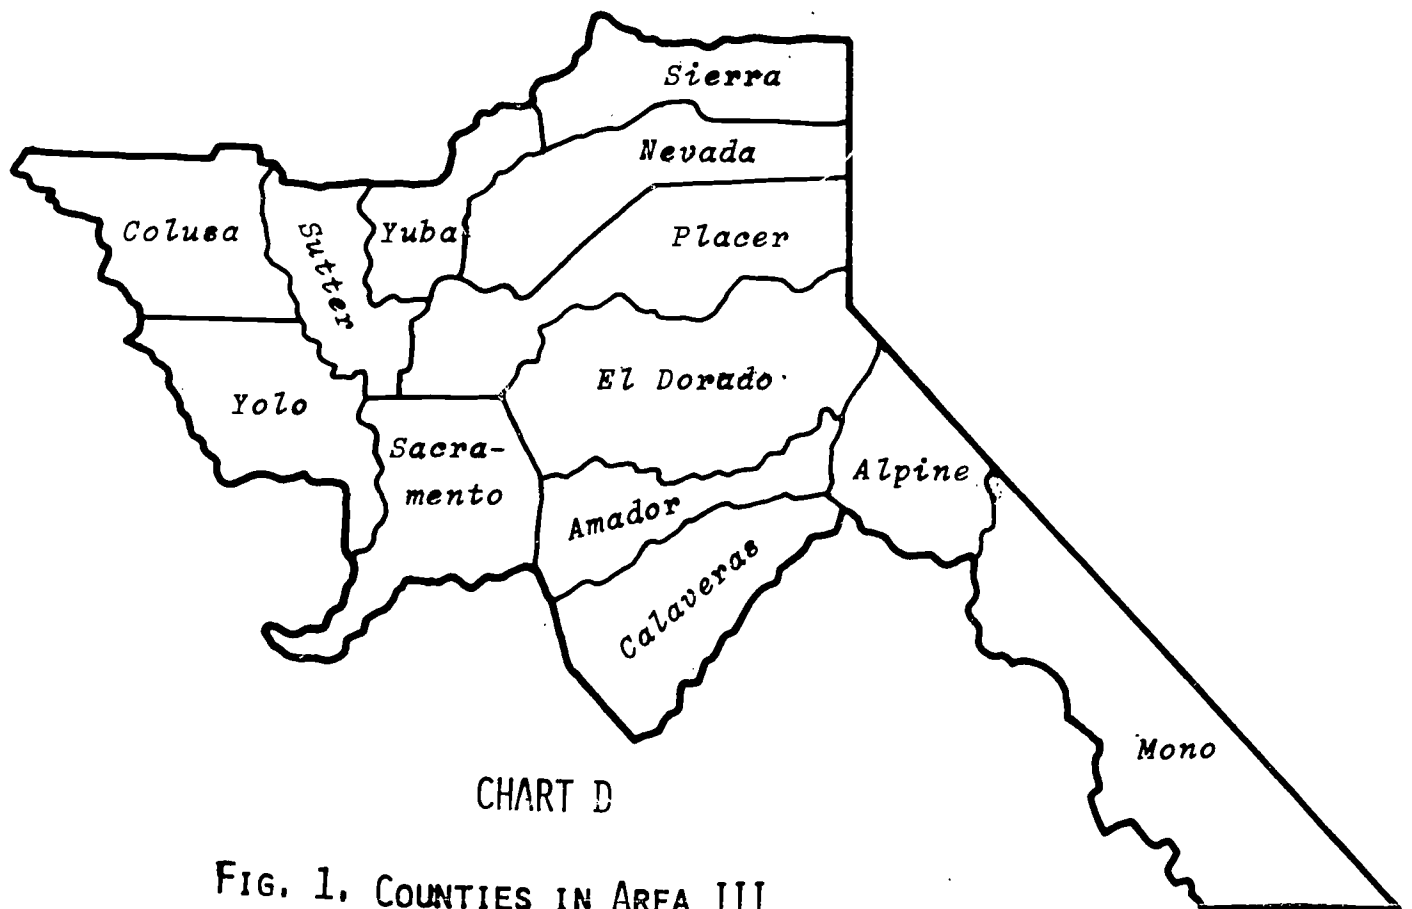 Sierra
Nevada
Colusa
Sutter
Yuba
Placer
El Dorado
Yolo
Sacra-
mento
Alpine
Amador
Calaveras
Mono
CHART D
FIG. 1. COUNTIES IN AREA III